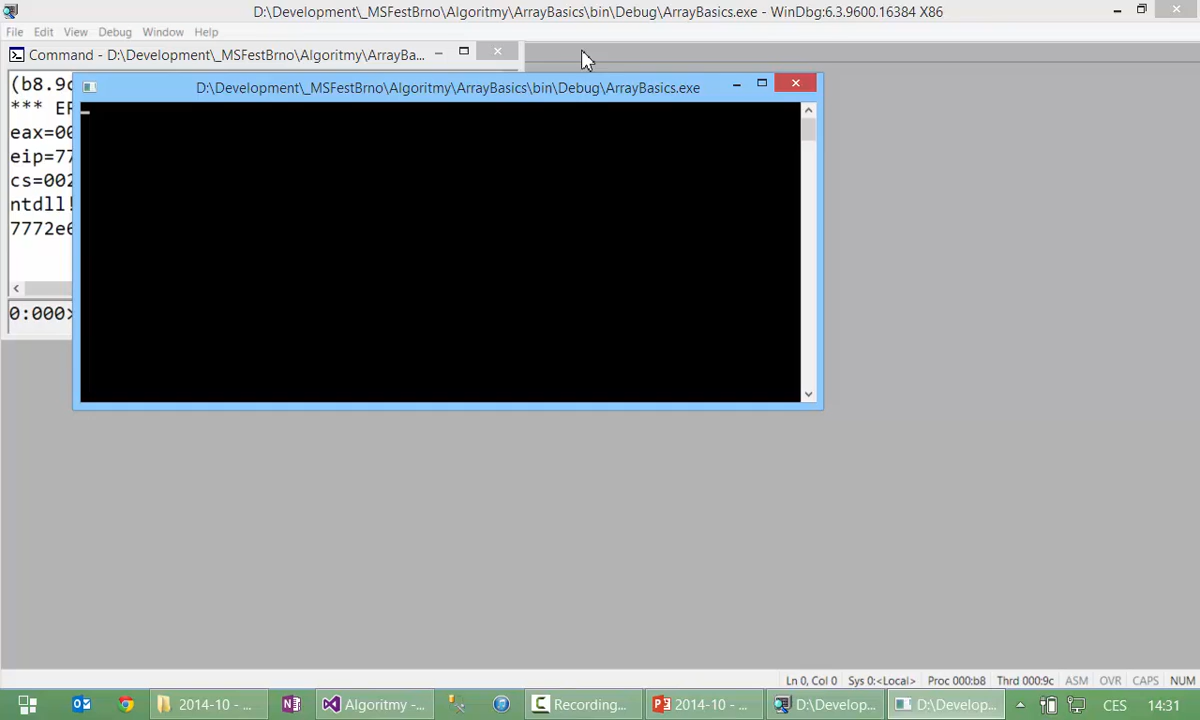 D:\Development\_MSFestBrno\Algoritmy\ArrayBasics\bin\Debug\ArrayBasics.exe - WinDbg:6.3.9600.16384 X86
File Edit View Debug Window Help
Command - D:\Development\_MSFestBrno\Algoritmy\ArrayBa...
D:\Development\_MSFestBrno\Algoritmy\ArrayBasics\bin\Debug\ArrayBasics.exe
(b8.9c
***
eax=00
eip=77
cs=002
ntdll!
7772e6
0:000>
Ln 0, Col 0 Sys 0:<Local> Proc 000:b8 Thrd 000:9c ASM OVR CAPS NUM
2014-10 - ... Algoritmy -... Recording... 2014-10 - ... D:\Develop... D:\Develop... CES 14:31